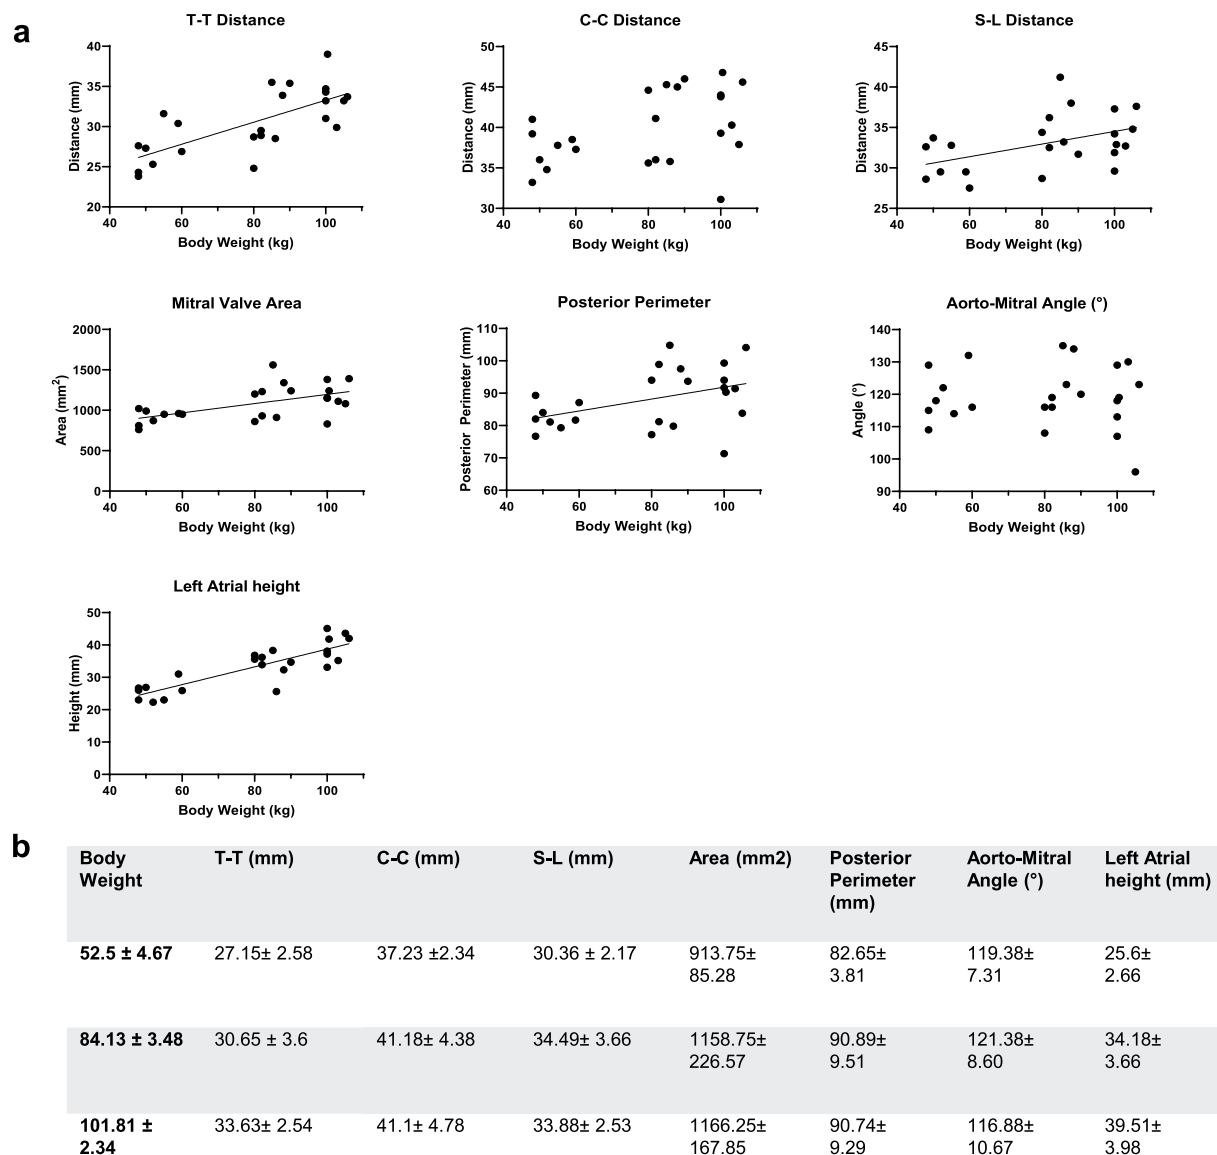 a
T-T Distance
C-C Distance
S-L Distance
40
35
30
25
20
Distance (mm)
40 60 80 100
Body Weight (kg)
50
45
40
35
30
Distance (mm)
40 60 80 100
Body Weight (kg)
45
40
35
30
25
Distance (mm)
40 60 80 100
Body Weight (kg)
Mitral Valve Area
Posterior Perimeter
Aorto-Mitral Angle (°)
2000
1500
1000
500
0
Area (mm²)
40 60 80 100
Body Weight (kg)
110
100
90
80
70
60
Posterior Perimeter (mm)
40 60 80 100
Body Weight (kg)
140
130
120
110
100
90
Angle (°)
40 60 80 100
Body Weight (kg)
Left Atrial height
50
40
30
20
10
0
Height (mm)
40 60 80 100
Body Weight (kg)
b
Body T-T (mm) C-C (mm) S-L (mm) Area (mm2) Posterior Aorto-Mitral Left Atrial
Weight Perimeter Angle (°) height (mm)
(mm)
52.5 ± 4.67 27.15± 2.58 37.23 ±2.34 30.36 ± 2.17 913.75± 82.65± 119.38± 25.6±
85.28 3.81 7.31 2.66
84.13 ± 3.48 30.65 ± 3.6 41.18± 4.38 34.49± 3.66 1158.75± 90.89± 121.38± 34.18±
226.57 9.51 8.60 3.66
101.81 ± 33.63± 2.54 41.1± 4.78 33.88± 2.53 1166.25± 90.74± 116.88± 39.51±
2.34 167.85 9.29 10.67 3.98